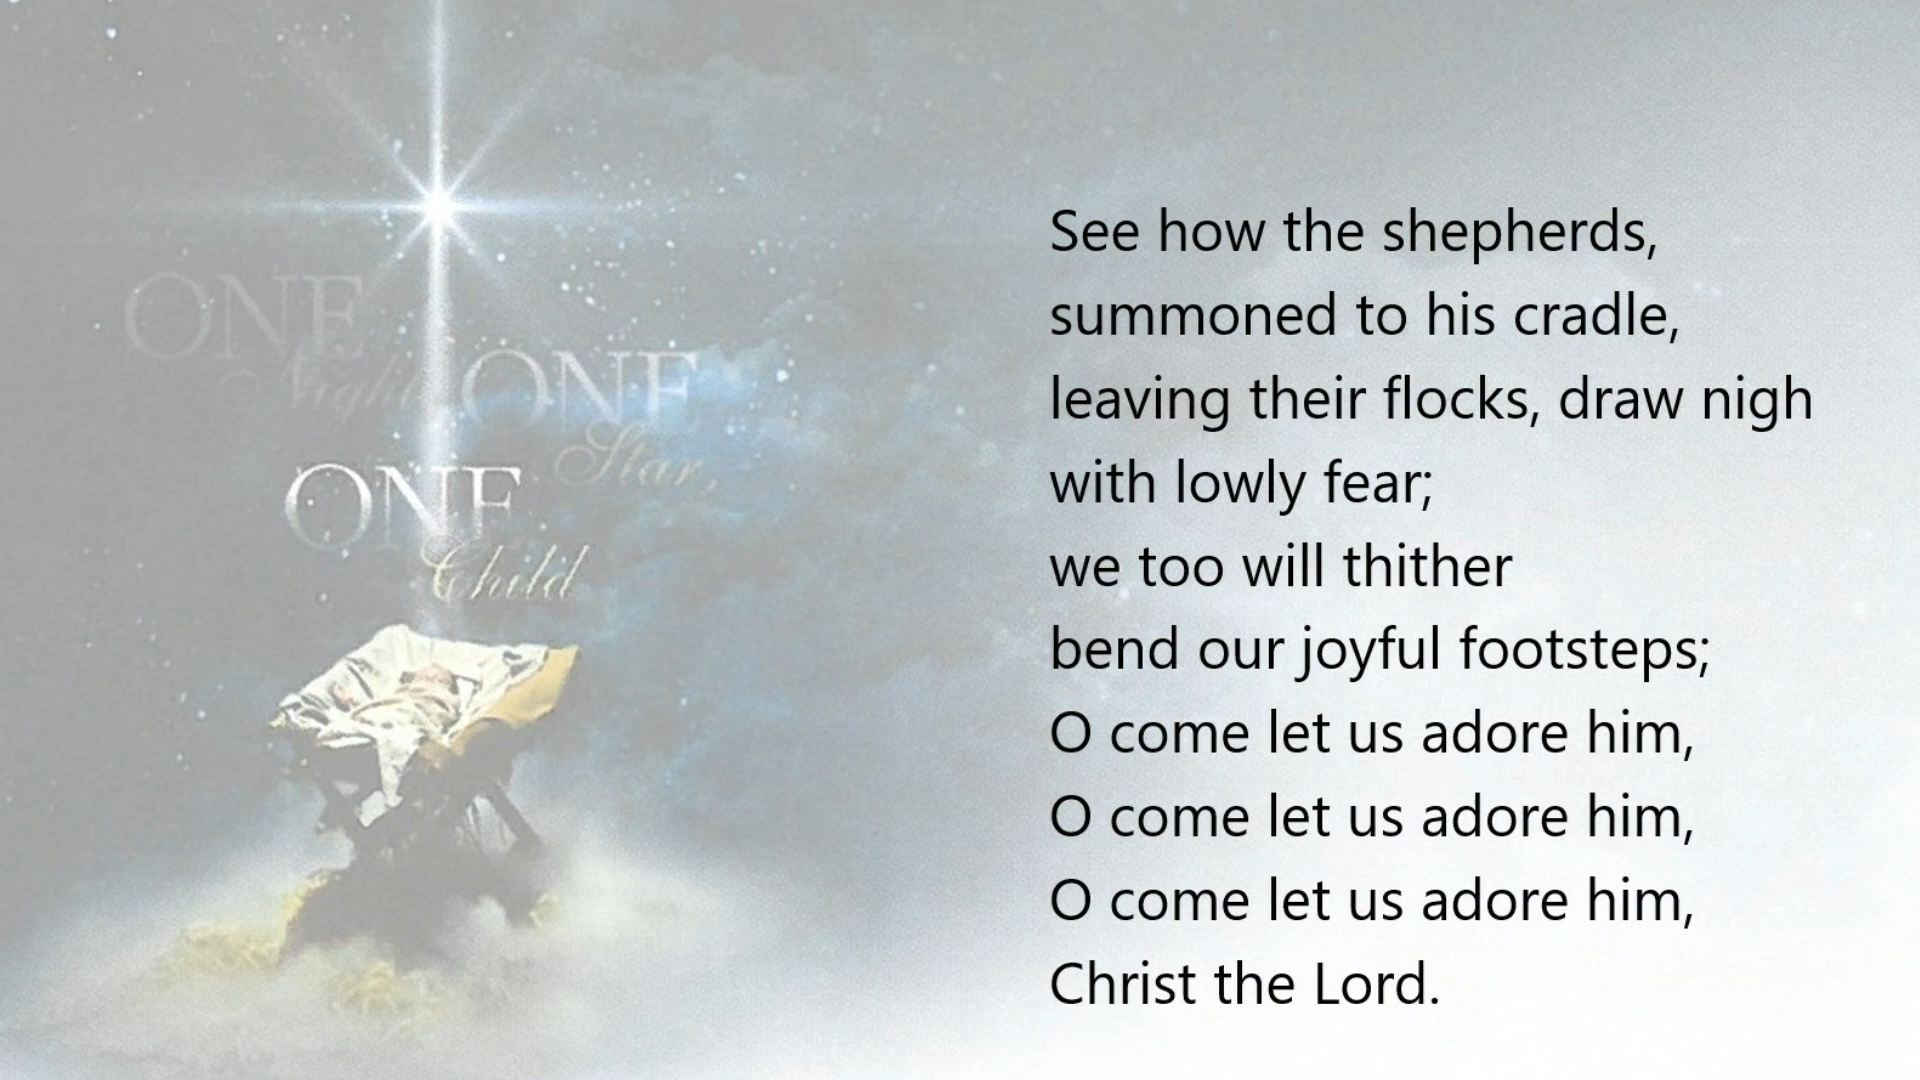 ONE
Night
ONE
Star,
ONE
Child
See how the shepherds,
summoned to his cradle,
leaving their flocks, draw nigh
with lowly fear;
we too will thither
bend our joyful footsteps;
O come let us adore him,
O come let us adore him,
O come let us adore him,
Christ the Lord.